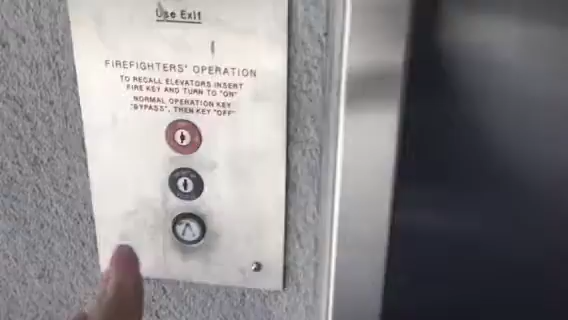 Use Exit
FIREFIGHTERS' OPERATION
TO RECALL ELEVATORS INSERT
FIRE KEY AND TURN TO "ON"
NORMAL OPERATION KEY
"BYPASS", THEN KEY "OFF"